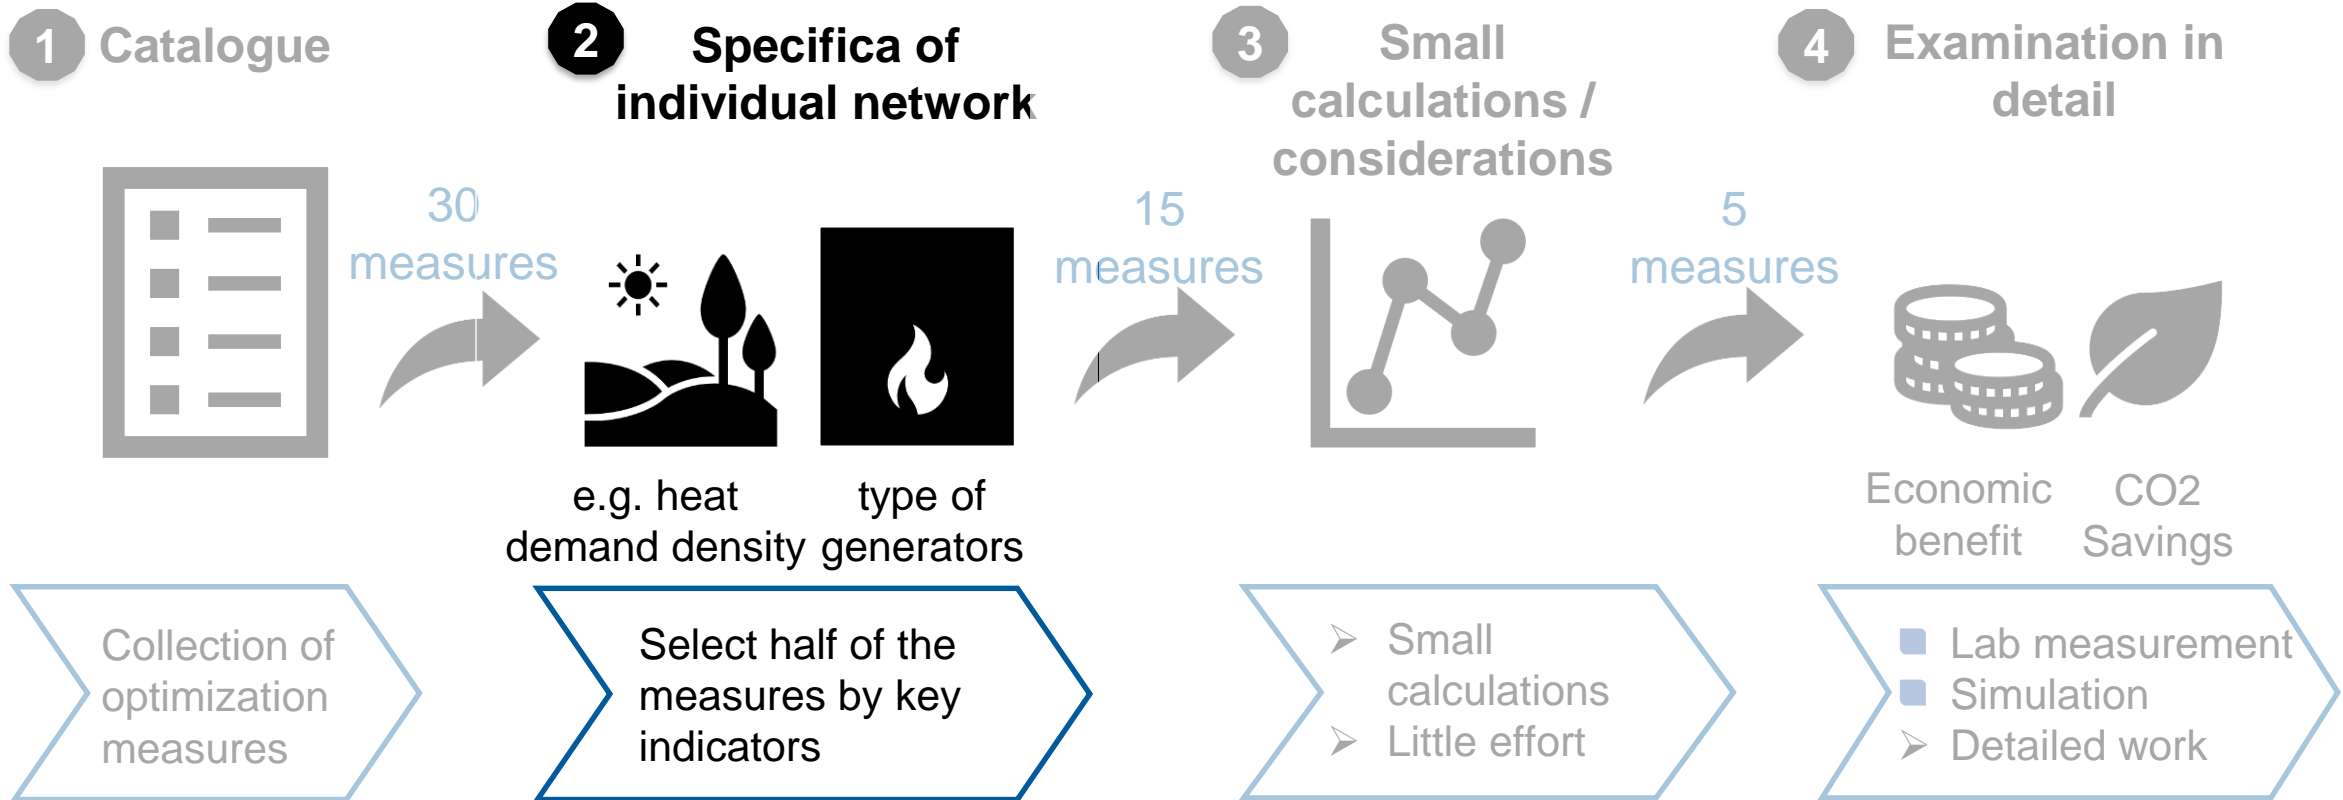 1
Catalogue
2
Specifica of
individual network
3
Small
calculations /
considerations
4
Examination in
detail
30
measures
15
measures
5
measures
e.g. heat
demand density
type of
generators
Economic
benefit
CO2
Savings
Collection of
optimization
measures
Select half of the
measures by key
indicators
➢ Small
calculations
➢ Little effort
Lab measurement
Simulation
➢ Detailed work